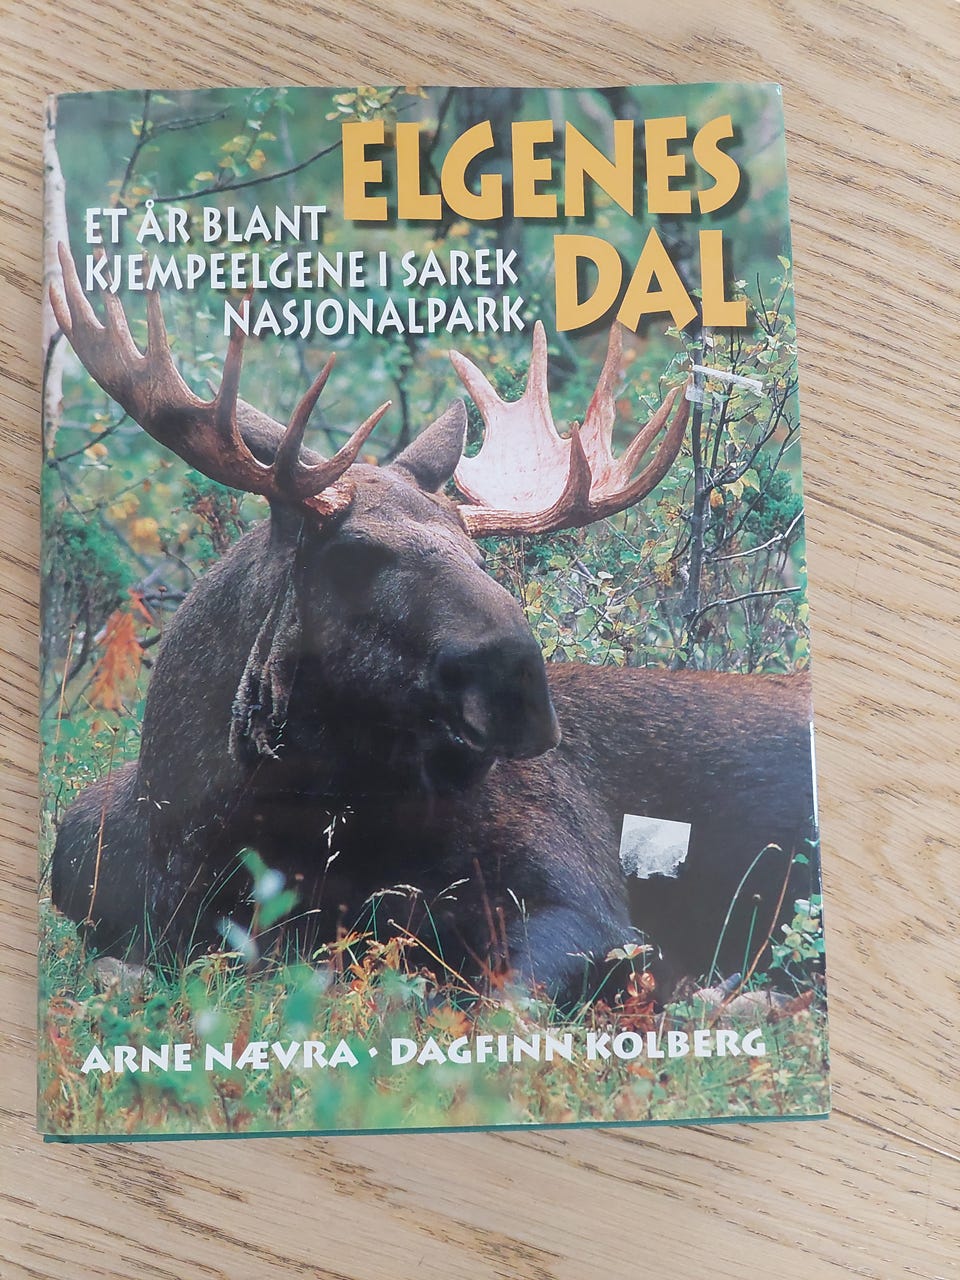 ELGENES
DAL
ET ÅR BLANT
KJEMPEELGENE I SAREK
NASJONALPARK
ARNE NÆVRA · DAGFINN KOLBERG